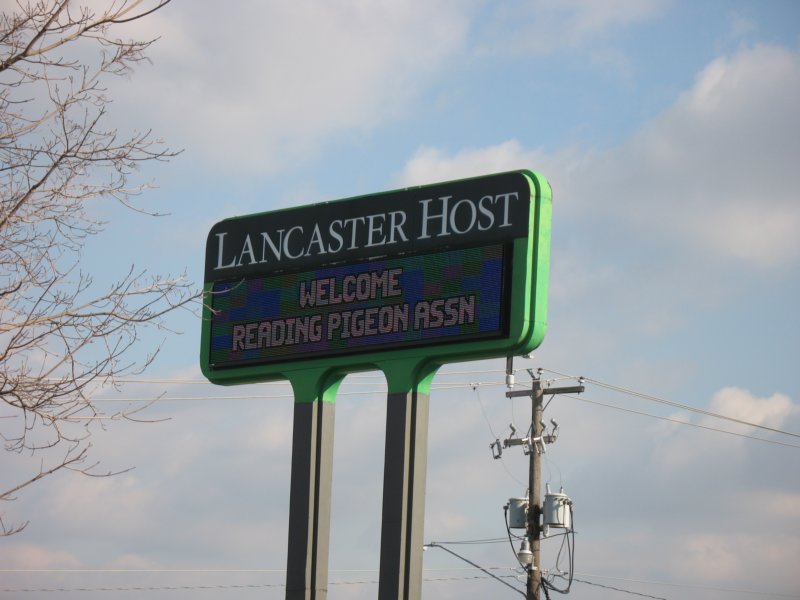 LANCASTER HOST
WELCOME
READING PIGEON ASSN